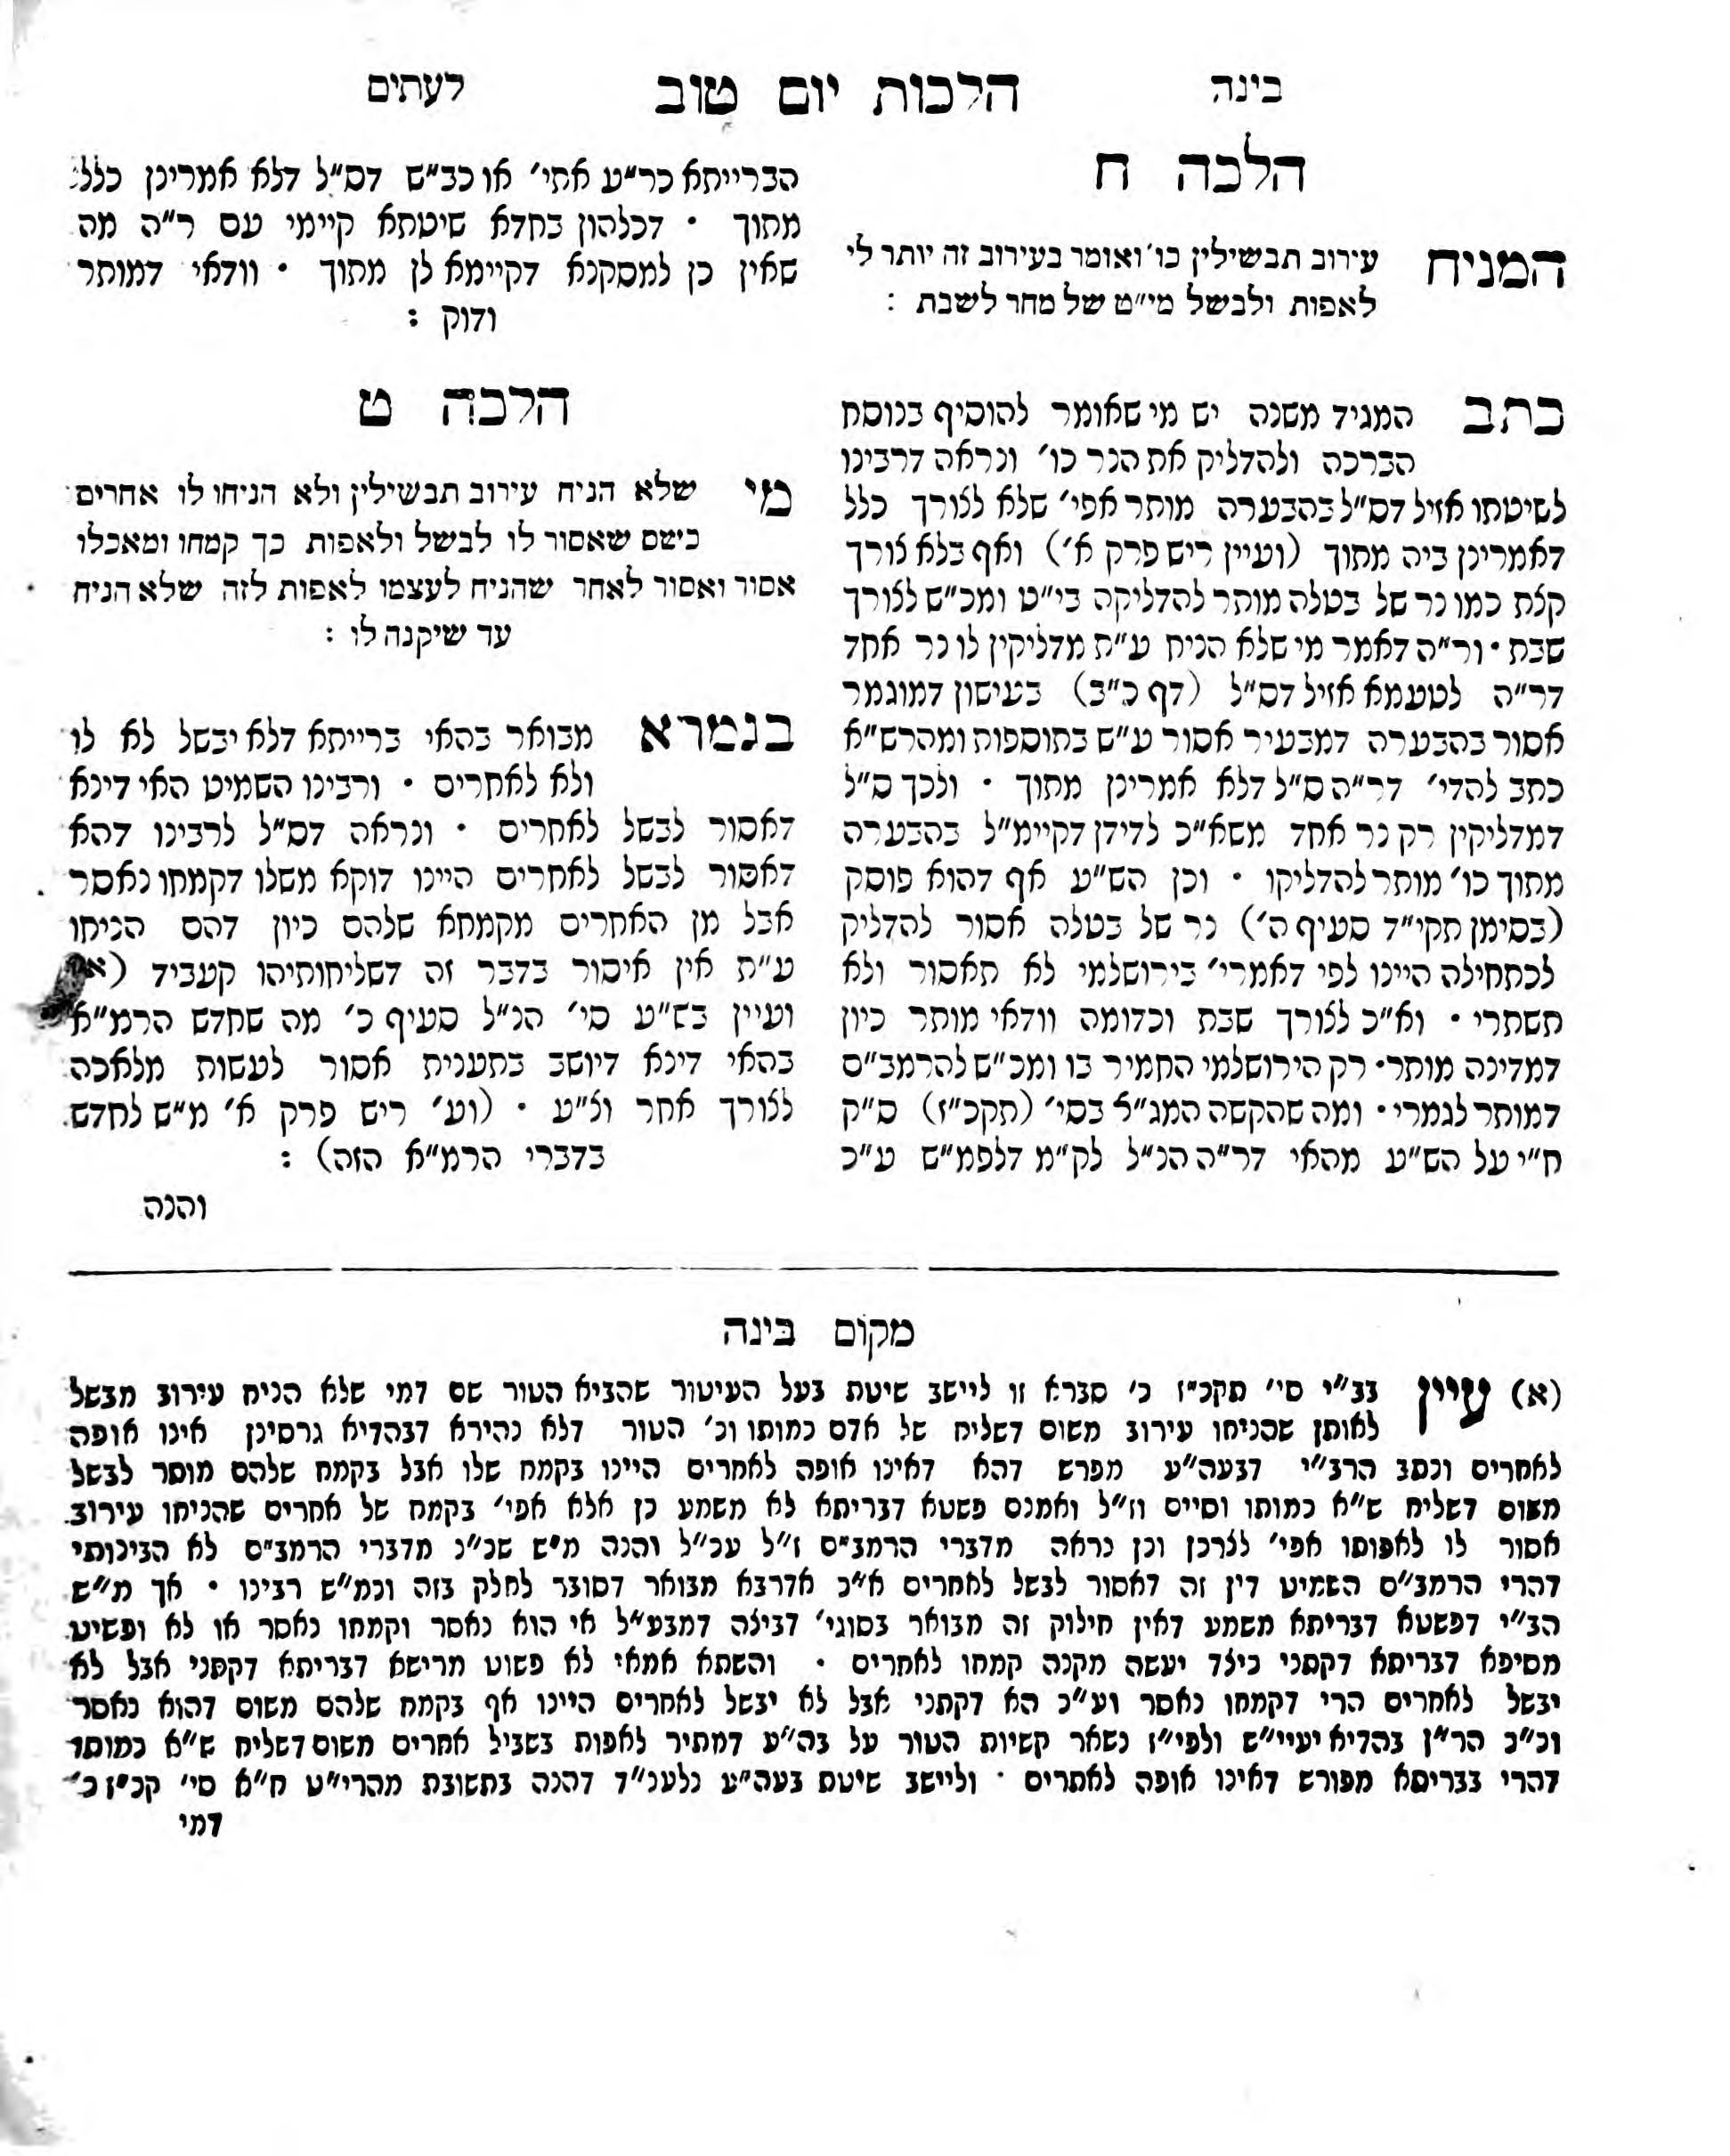 בינה הלכות יום טוב לעתים
הלכה ח
המניח עירוב תבשילין כו׳ ואומר בעירוב זה יותר לי
לאפות ולבשל מי״ט של מחר לשבת :
כתב המגיד משנה יש מי שאומר להוסיף בנוסח
הברכה ולהדליק את הנר כו׳ ונראה דרבינו
לשיטתו אזיל דס״ל בהבערה מותר אפי׳ שלא לצורך כלל
דאמרינן ביה מתוך (ועיין ריש פרק א׳) ואף בלא צורך
קצת כמו נר של בטלה מותר להדליקה בי״ט ומכ״ש לצורך
שבת · ור״ה דאמר מי שלא הניח ע״ת מדליקין לו נר אחד
דר״ה לטעמא אזיל דס״ל (דף כ״ב) בעישון דמוגמר
אסור בהבערה דמבעיר אסור ע״ש בתוספות ומהרש״א
כתב להדי׳ דר״ה ס״ל דלא אמרינן מתוך · ולכך ס״ל
דמדליקין רק נר אחד משא״כ לדידן דקיימ״ל בהבערה
מתוך כו׳ מותר להדליקו · וכן הש״ע אף דהוא פוסק
(בסימן תקי״ד סעיף ה׳) נר של בטלה אסור להדליק
לכתחילה היינו לפי דאמרי׳ בירושלמי לא תאסור ולא
תשתרי · וא״כ לצורך שבת וכדומה וודאי מותר כיון
דמדינה מותר· רק הירושלמי החמיר בו ומכ״ש להרמב״ם
דמותר לגמרי· ומה שהקשה המג״א בסי׳ (תקכ״ז) ס״ק
ח״י על הש״ע מהאי דר״ה הנ״ל לק״מ דלפמ״ש ע״כ
הברייתא כר״ע אתי׳ או כב״ש דס״ל דלא אמרינן כלל
מתוך · דכלהון בחדא שיטתא קיימי עם ר״ה מה
שאין כן למסקנא דקיימא לן מתוך · וודאי דמותר
ודוק :
הלכה ט
מי שלא הניח עירוב תבשילין ולא הניחו לו אחרים
כשם שאסור לו לבשל ולאפות כך קמחו ומאכלו
אסור ואסור לאחר שהניח לעצמו לאפות לזה שלא הניח
עד שיקנה לו :
בגמרא מבואר בהאי ברייתא דלא יבשל לא לו
ולא לאחרים · ורבינו השמיט האי דינא
דאסור לבשל לאחרים · ונראה דס״ל לרבינו דהא
דאסור לבשל לאחרים היינו דוקא משלו דקמחו נאסר
אבל מן האחרים מקמחא שלהם כיון דהם הניחו
ע״ת אין איסור בדבר זה דשליחותיהו קעביד (א
ועיין בש״ע סי׳ הנ״ל סעיף כ׳ מה שחדש הרמ״א
בהאי דינא דיושב בתענית אסור לעשות מלאכה
לצורך אחר וצ״ע · (וע׳ ריש פרק א׳ מ״ש לחדש
בדברי הרמ״א הזה) :
והנה
מקום בינה
(א) עיין בב״י סי׳ תקכ״ז כ׳ סברא זו ליישב שיטת בעל העיטור שהביא הטור שם דמי שלא הניח עירוב מבשל
לאותן שהניחו עירוב משום דשליח של אדם כמותו וכ׳ הטור דלא נהירא דבהדיא גרסינן אינו אופה
לאחרים וכתב הרב״י דבעה״ע מפרש דהא דאינו אופה לאחרים היינו בקמח שלו אבל בקמח שלהם מותר לבשל
משום דשליח ש״א כמותו וסיים וז״ל ואמנם פשטא דברייתא לא משמע כן אלא אפי׳ בקמח של אחרים שהניחו עירוב
אסור לו לאפותו אפי׳ לצרכן וכן נראה מדברי הרמב״ם ז״ל עכ״ל והנה מ״ש שכ״נ מדברי הרמב״ם לא הבינותי
דהרי הרמב״ם השמיט דין זה דאסור לבשל לאחרים א״כ אדרבא מבואר דסובר לחלק בזה וכמ״ש רבינו · אך מ״ש
הב״י דפשטא דבריתא משמע דאין חילוק זה מבואר בסוגי׳ דביצה דמבע״ל אי הוא נאסר וקמחו נאסר או לא ופשיט
מסיפא דבריתא דקתני כיצד יעשה מקנה קמחו לאחרים · והשתא אמאי לא פשוט מרישא דבריתא דקתני אבל לא
יבשל לאחרים הרי דקמחו נאסר וע״כ הא דקתני אבל לא יבשל לאחרים היינו אף בקמח שלהם משום דהוא נאסר
וכ״כ הר״ן בהדיא יעויי״ש ולפי״ז נשאר קשיות הטור על בה״ע דמתיר לאפות בשביל אחרים משום דשליח ש״א כמותו
דהרי בבריתא מפורש דאינו אופה לאחרים · וליישב שיטת בעה״ע נלענ״ד דהנה בתשובת מהרי״ט ח״א סי׳ קכ״ז כ׳
דמי